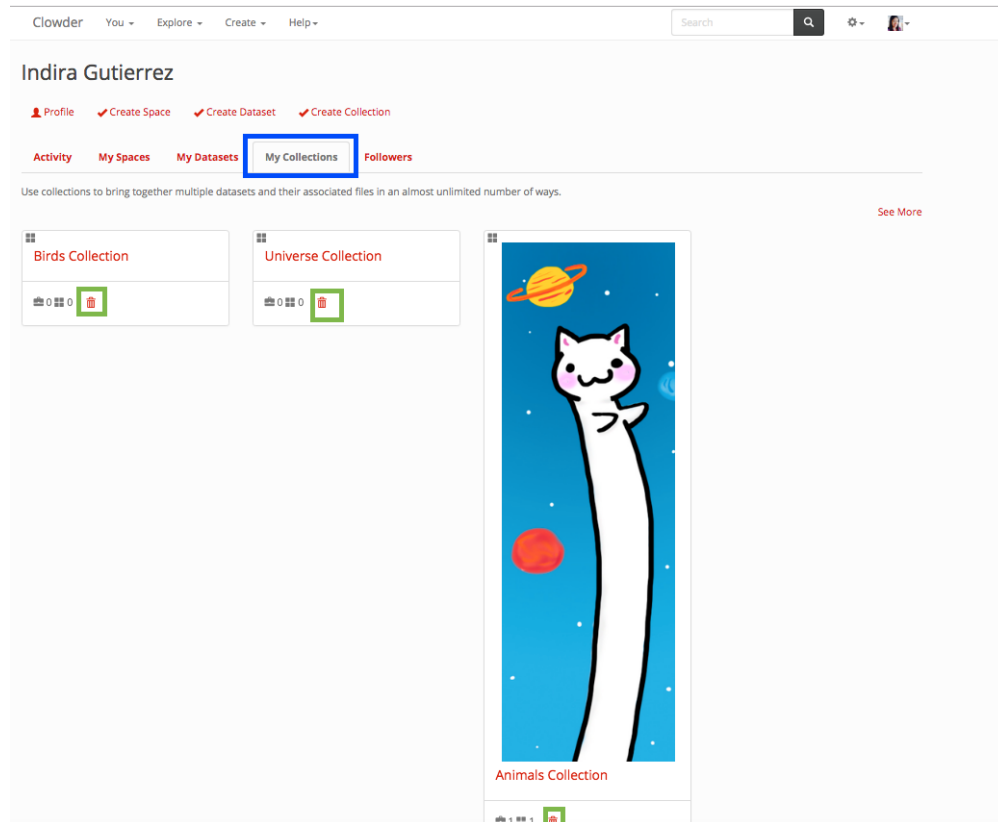 Clowder You Explore Create Help Search
Indira Gutierrez
Profile Create Space Create Dataset Create Collection
Activity My Spaces My Datasets My Collections Followers
Use collections to bring together multiple datasets and their associated files in an almost unlimited number of ways.
See More
Birds Collection
0 0
Universe Collection
0 0
Animals Collection
1 1